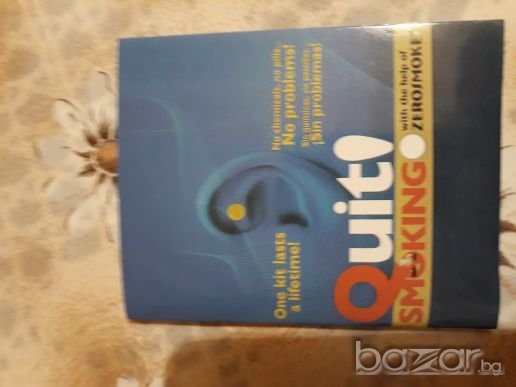 No chemicals, no pills...
No problems!
Sin químicas, no pastillas...
¡Sin problemas!
One kit lasts
a lifetime!
Quit!
SMOKING
with the help of
ZEROSMOKE
bazar.bg